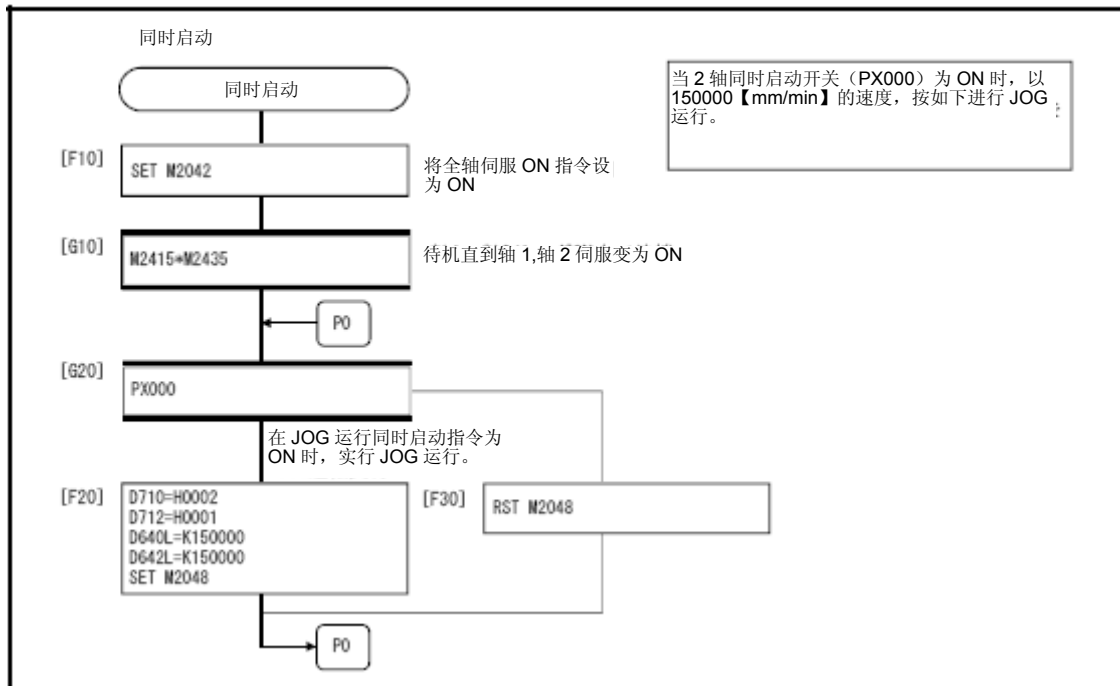 同时启动
同时启动
当 2 轴同时启动开关（PX000）为 ON 时，以
150000【mm/min】的速度，按如下进行 JOG
运行。
[F10]
SET M2042
将全轴伺服 ON 指令设
为 ON
[G10]
M2415*M2435
待机直到轴 1,轴 2 伺服变为 ON
P0
[G20]
PX000
在 JOG 运行同时启动指令为
ON 时，实行 JOG 运行。
[F20]
D710=H0002
D712=H0001
D640L=K150000
D642L=K150000
SET M2048
[F30]
RST M2048
P0